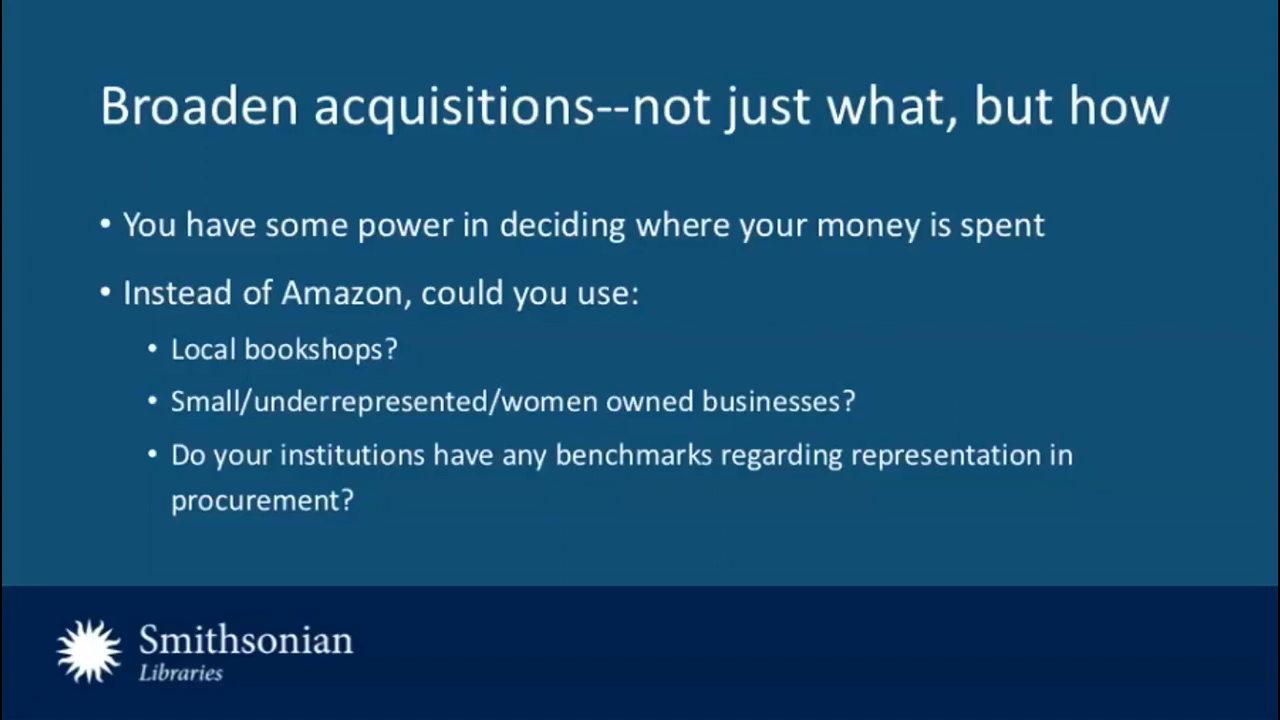 Broaden acquisitions--not just what, but how
• You have some power in deciding where your money is spent
• Instead of Amazon, could you use:
• Local bookshops?
• Small/underrepresented/women owned businesses?
• Do your institutions have any benchmarks regarding representation in
procurement?
Smithsonian
Libraries